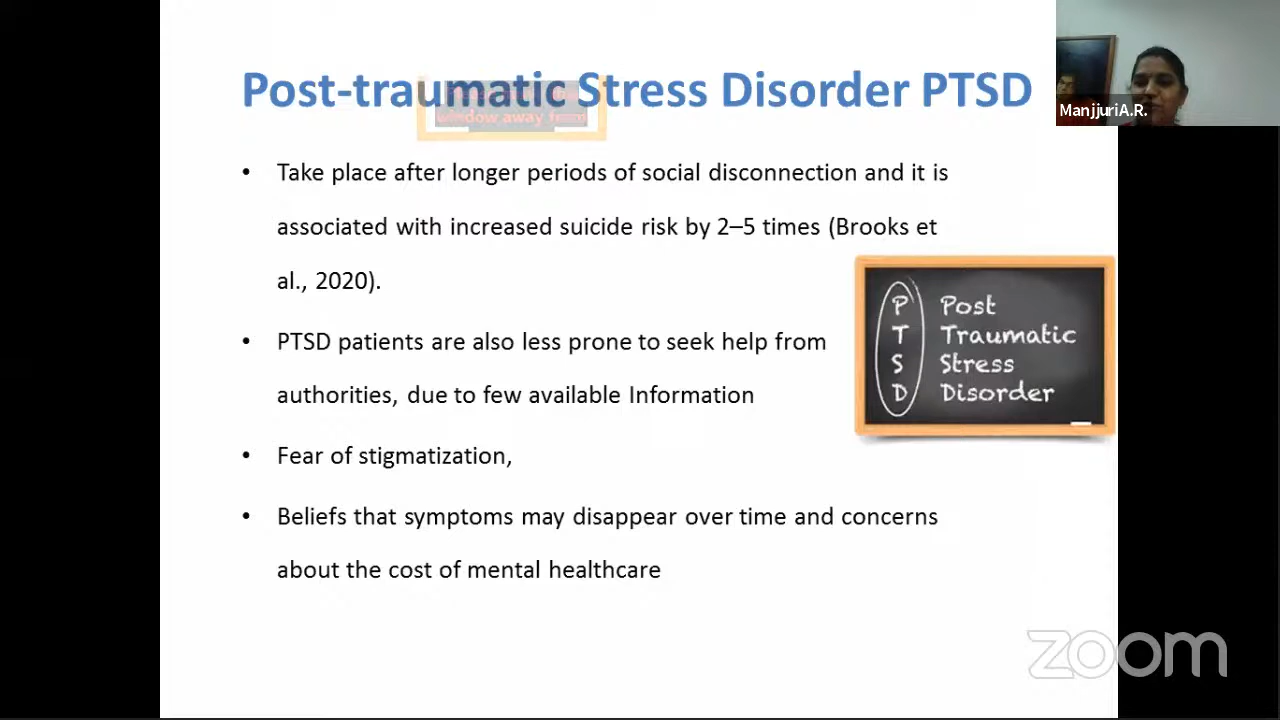 Post-traumatic Stress Disorder PTSD
window away from
ManjjuriA.R.
• Take place after longer periods of social disconnection and it is
associated with increased suicide risk by 2–5 times (Brooks et
al., 2020).
• PTSD patients are also less prone to seek help from
authorities, due to few available Information
• Fear of stigmatization,
• Beliefs that symptoms may disappear over time and concerns
about the cost of mental healthcare
P Post
T Traumatic
S Stress
D Disorder
zoom